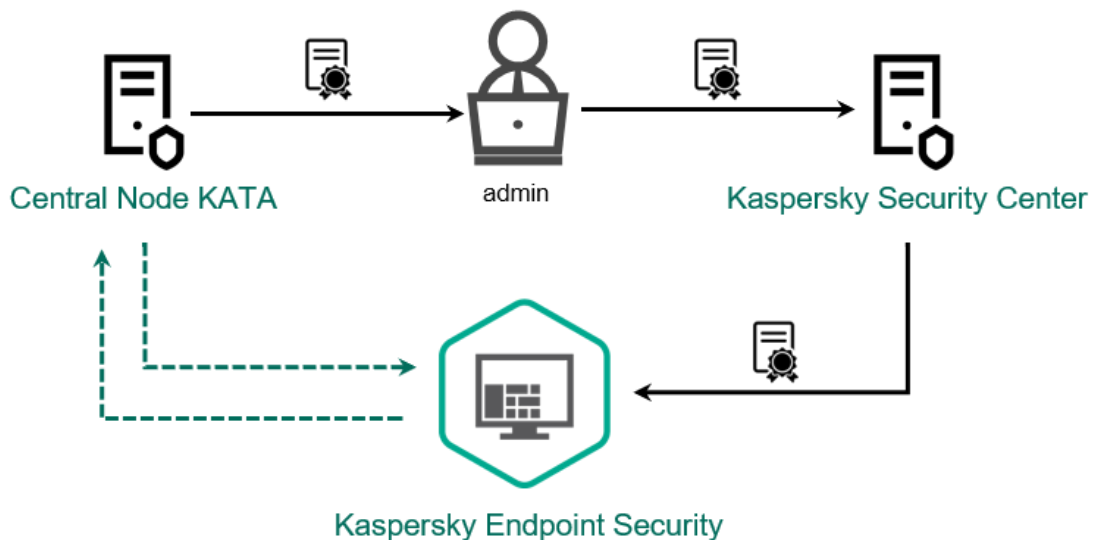 Central Node KATA
admin
Kaspersky Security Center
Kaspersky Endpoint Security